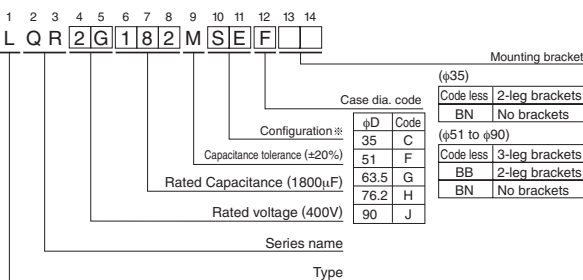 1 2 3 4 5 6 7 8 9 10 11 12 13 14
L Q R 2 G 1 8 2 M S E F
Mounting bracket
(φ35)
Code less 2-leg brackets
BN No brackets
(φ51 to φ90)
Code less 3-leg brackets
BB 2-leg brackets
BN No brackets
Case dia. code
φD Code
35 C
51 F
63.5 G
76.2 H
90 J
Configuration※
Capacitance tolerance (±20%)
Rated Capacitance (1800μF)
Rated voltage (400V)
Series name
Type